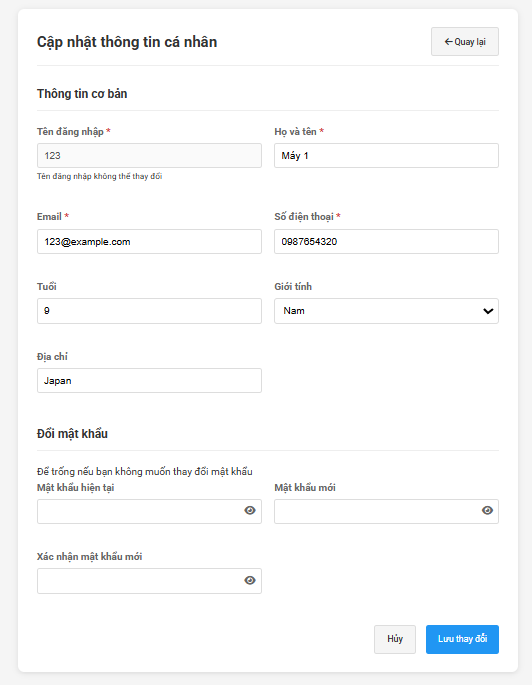 Cập nhật thông tin cá nhân
← Quay lại
Thông tin cơ bản
Tên đăng nhập * Họ và tên *
123 Máy 1
Tên đăng nhập không thể thay đổi
Email * Số điện thoại *
123@example.com 0987654320
Tuổi Giới tính
9 Nam
Địa chỉ
Japan
Đổi mật khẩu
Để trống nếu bạn không muốn thay đổi mật khẩu
Mật khẩu hiện tại Mật khẩu mới
Xác nhận mật khẩu mới
Hủy Lưu thay đổi